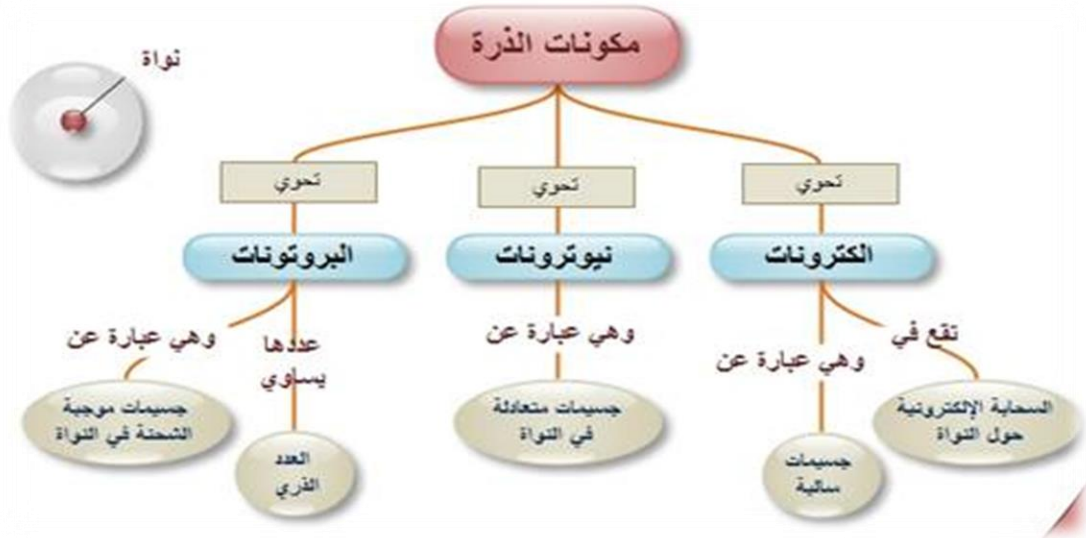 مكونات الذرة
نواة
تحوي
تحوي
تحوي
الكترونات
نيوترونات
البروتونات
تقع في
وهي عبارة عن
وهي عبارة عن
عددها
يساوي
وهي عبارة عن
السحابة الإلكترونية
حول النواة
جسيمات
سالبة
جسيمات متعادلة
في النواة
العدد
الذري
جسيمات موجبة
الشحنة في النواة